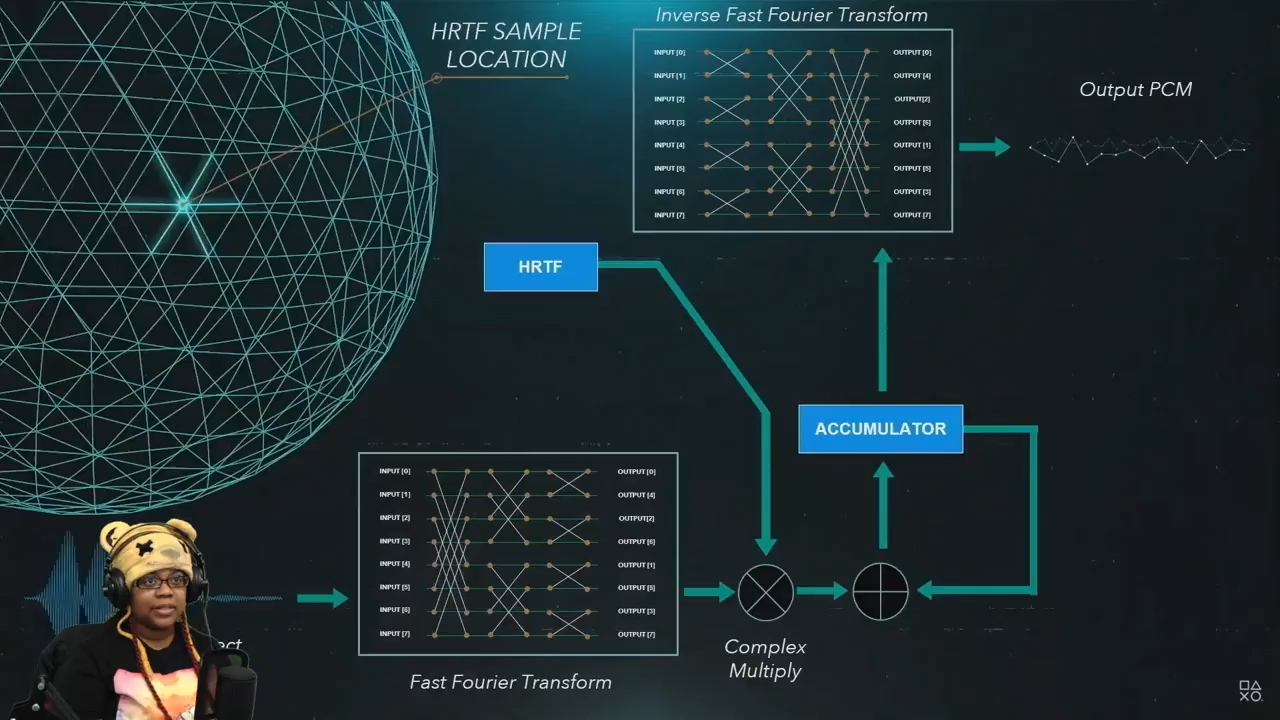 Inverse Fast Fourier Transform
HRTF SAMPLE
LOCATION
INPUT [0] OUTPUT [0]
INPUT [1] OUTPUT [4]
INPUT [2] OUTPUT[2]
INPUT [3] OUTPUT [6]
INPUT [4] OUTPUT [1]
INPUT [5] OUTPUT [5]
INPUT [6] OUTPUT [3]
INPUT [7] OUTPUT [7]
Output PCM
HRTF
ACCUMULATOR
INPUT [0] OUTPUT [0]
INPUT [1] OUTPUT [4]
INPUT [2] OUTPUT[2]
INPUT [3] OUTPUT [6]
INPUT [4] OUTPUT [1]
INPUT [5] OUTPUT [5]
INPUT [6] OUTPUT [3]
INPUT [7] OUTPUT [7]
Complex
Multiply
Fast Fourier Transform